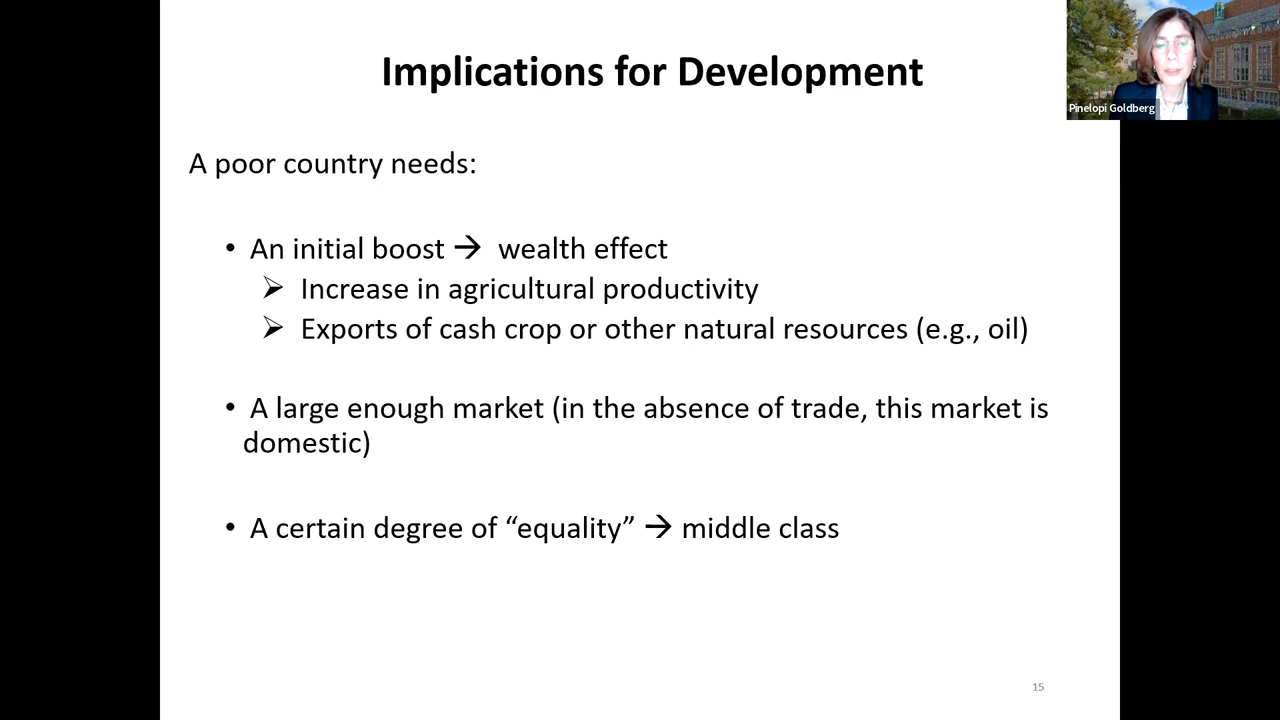 Implications for Development
Pinelopi Goldberg
A poor country needs:
• An initial boost → wealth effect
➢ Increase in agricultural productivity
➢ Exports of cash crop or other natural resources (e.g., oil)
• A large enough market (in the absence of trade, this market is
domestic)
• A certain degree of “equality” → middle class
15